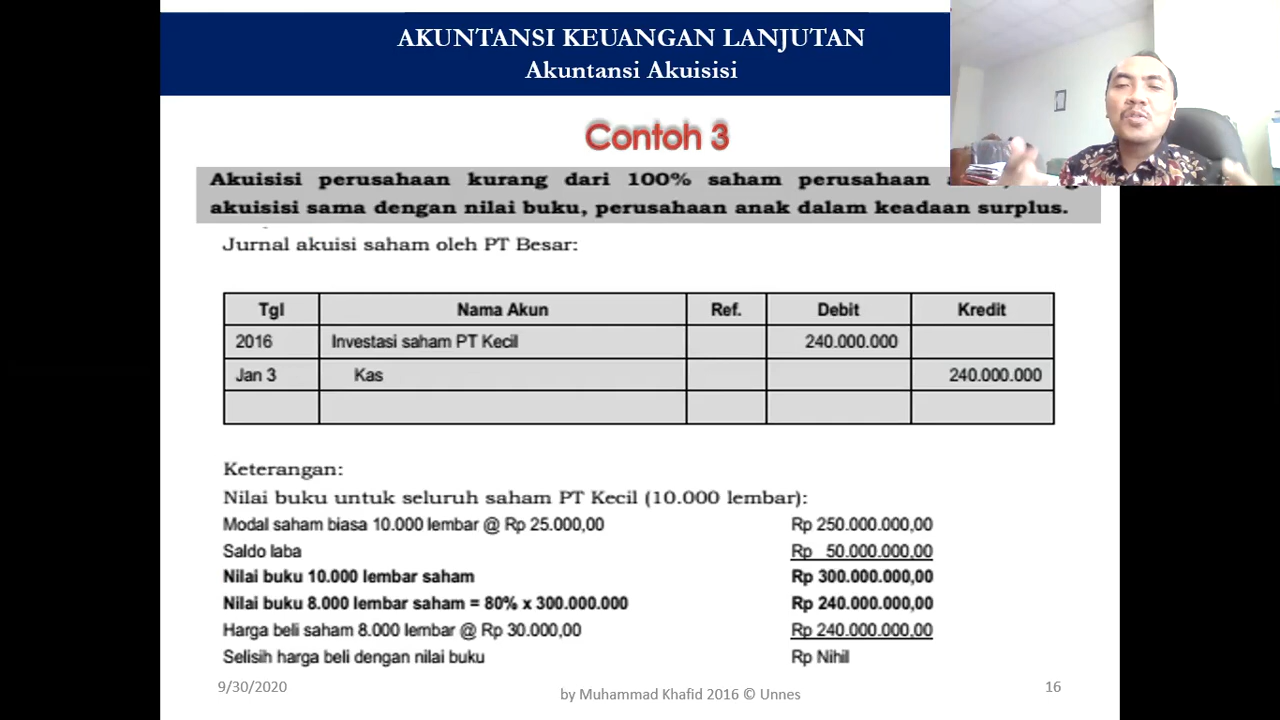 AKUNTANSI KEUANGAN LANJUTAN
Akuntansi Akuisisi
Contoh 3
Akuisisi perusahaan kurang dari 100% saham perusahaan
akuisisi sama dengan nilai buku, perusahaan anak dalam keadaan surplus.
Jurnal akuisi saham oleh PT Besar:
Tgl Nama Akun Ref. Debit Kredit
2016 Investasi saham PT Kecil 240.000.000
Jan 3 Kas 240.000.000
Keterangan:
Nilai buku untuk seluruh saham PT Kecil (10.000 lembar):
Modal saham biasa 10.000 lembar @ Rp 25.000,00 Rp 250.000.000,00
Saldo laba Rp 50.000.000,00
Nilai buku 10.000 lembar saham Rp 300.000.000,00
Nilai buku 8.000 lembar saham = 80% x 300.000.000 Rp 240.000.000,00
Harga beli saham 8.000 lembar @ Rp 30.000,00 Rp 240.000.000,00
Selisih harga beli dengan nilai buku Rp Nihil
9/30/2020 by Muhammad Khafid 2016 © Unnes 16